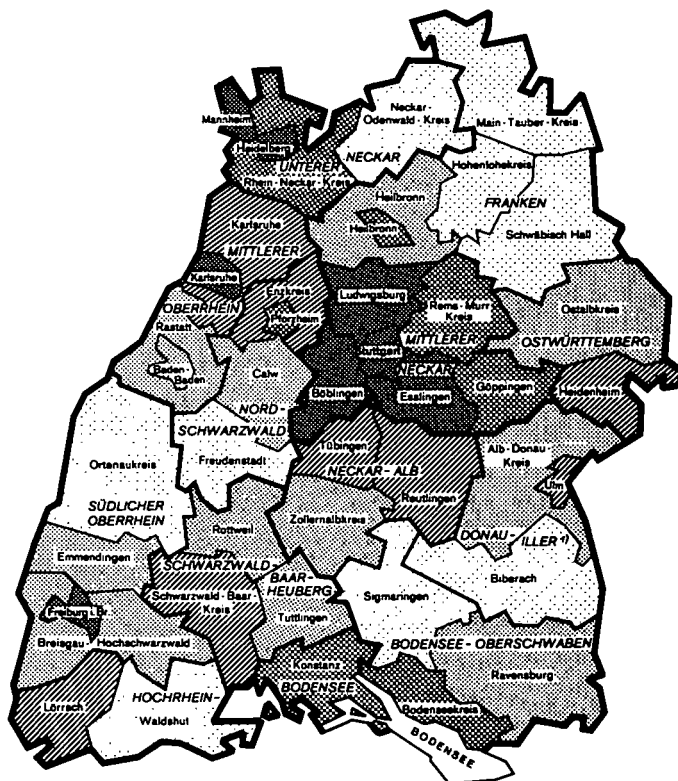 Mannheim
Heidelberg
UNTERER
NECKAR
Rhein-Neckar-Kreis
Neckar-
Odenwald-Kreis
Main-Tauber-Kreis
Hohenlohekreis
FRANKEN
Schwäbisch Hall
Heilbronn
Heilbronn
Karlsruhe
MITTLERER
Karlsruhe
Enzkreis
OBERRHEIN
Pforzheim
Rastatt
Baden-
Baden
Calw
NORD-
SCHWARZWALD
Freudenstadt
Ludwigsburg
Rems-Murr
Kreis
MITTLERER
Stuttgart
NECKAR
Böblingen
Esslingen
Göppingen
Ostalbkreis
OSTWÜRTTEMBERG
Heidenheim
Ortenaukreis
SÜDLICHER
OBERRHEIN
Tübingen
NECKAR-ALB
Reutlingen
Zollernalbkreis
Alb-Donau-
Kreis
Ulm
DONAU-ILLER 1)
Biberach
Rottweil
SCHWARZWALD-
BAAR-
HEUBERG
Schwarzwald-Baar-
Kreis
Tuttlingen
Emmendingen
Freiburg i. Br.
Breisgau-Hochachwarzwald
Sigmaringen
BODENSEE-OBERSCHWABEN
Ravensburg
Konstanz
BODENSEE
Bodenseekreis
Lörrach
HOCHRHEIN-
Waldshut
BODENSEE